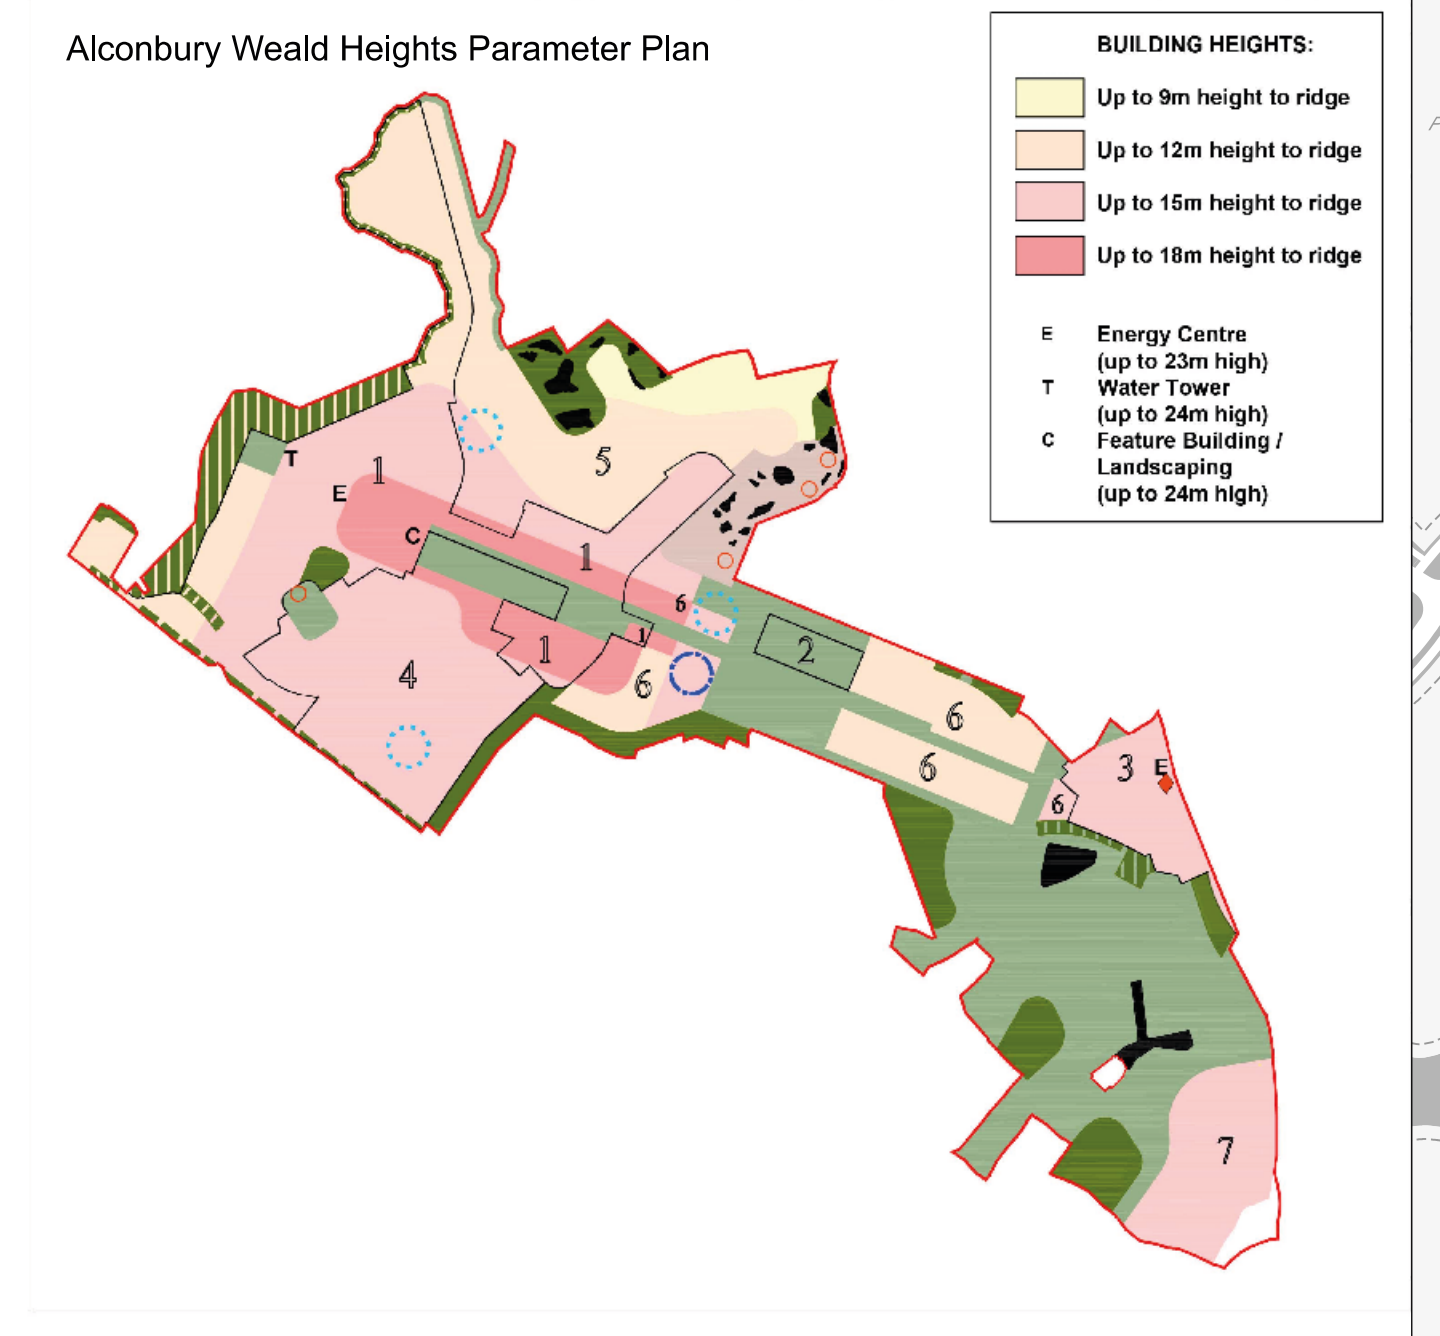 Alconbury Weald Heights Parameter Plan
BUILDING HEIGHTS:
Up to 9m height to ridge
Up to 12m height to ridge
Up to 15m height to ridge
Up to 18m height to ridge
E Energy Centre
(up to 23m high)
T Water Tower
(up to 24m high)
C Feature Building /
Landscaping
(up to 24m high)
T
1
5
E
C
1
6
1
1
2
4
6
6
6
3 E
6
7